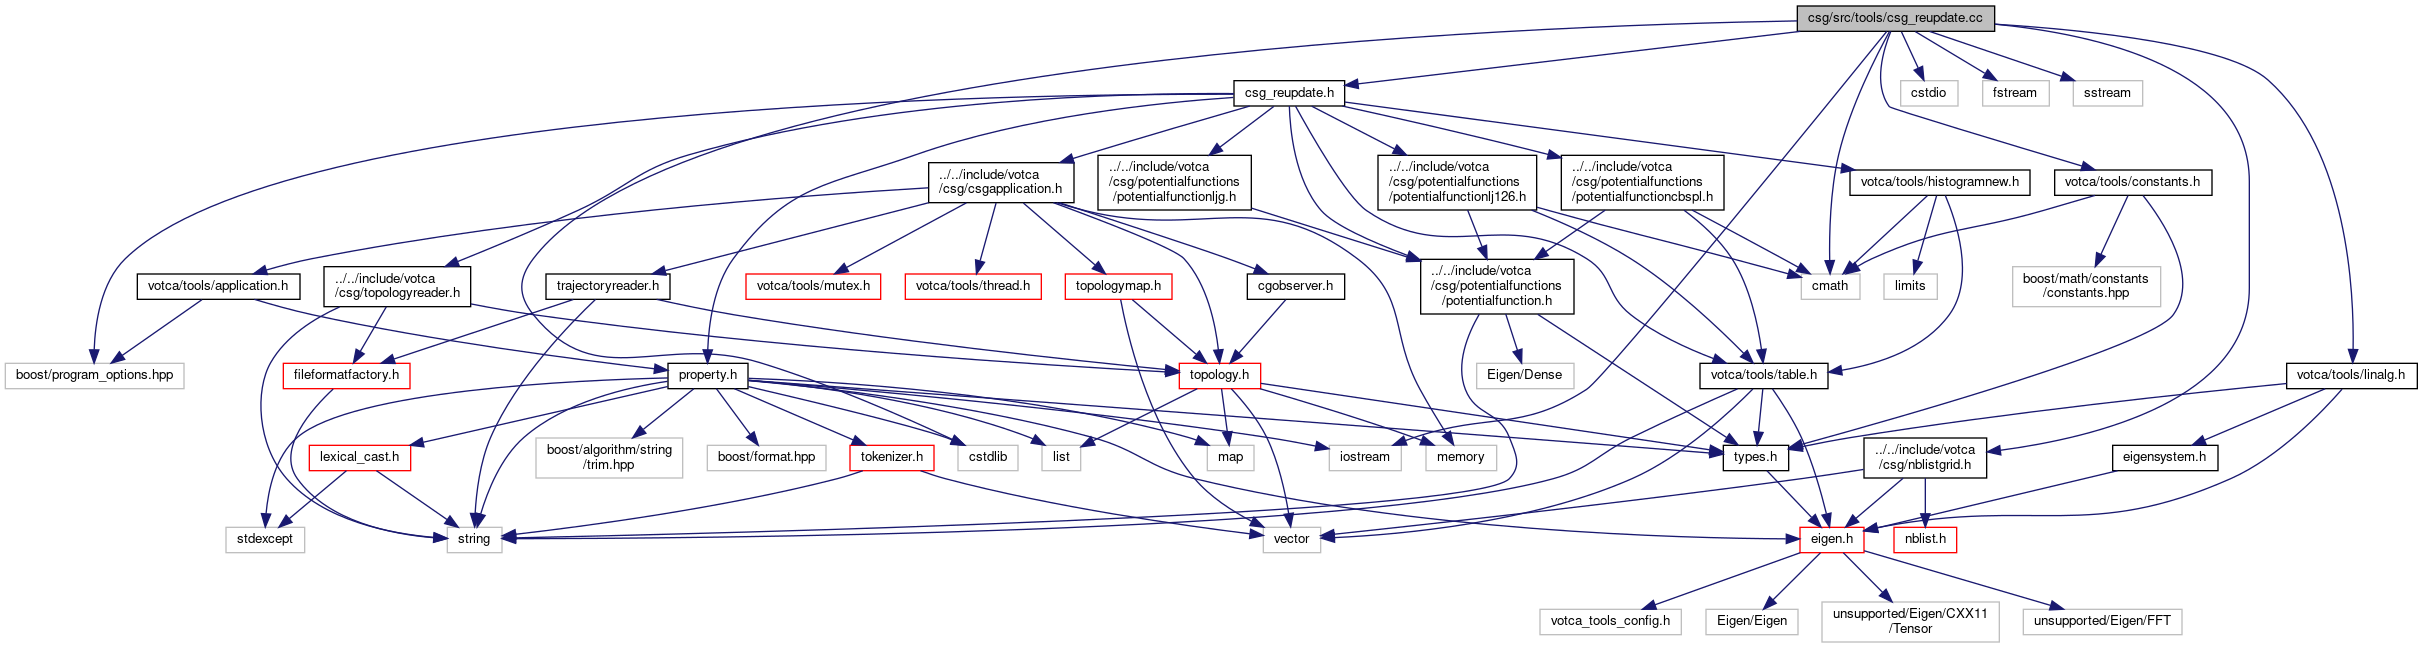 csg/src/tools/csg_reupdate.cc
csg_reupdate.h
cstdio
fstream
sstream
../../include/votca
/csg/csgapplication.h
../../include/votca
/csg/potentialfunctions
/potentialfunctionljg.h
../../include/votca
/csg/potentialfunctions
/potentialfunctionlj126.h
../../include/votca
/csg/potentialfunctions
/potentialfunctioncbspl.h
votca/tools/histogramnew.h
votca/tools/constants.h
votca/tools/application.h
../../include/votca
/csg/topologyreader.h
trajectoryreader.h
votca/tools/mutex.h
votca/tools/thread.h
topologymap.h
cgobserver.h
../../include/votca
/csg/potentialfunctions
/potentialfunction.h
cmath
limits
boost/math/constants
/constants.hpp
boost/program_options.hpp
fileformatfactory.h
property.h
topology.h
Eigen/Dense
votca/tools/table.h
votca/tools/linalg.h
lexical_cast.h
boost/algorithm/string
/trim.hpp
boost/format.hpp
tokenizer.h
cstdlib
list
map
iostream
memory
types.h
../../include/votca
/csg/nblistgrid.h
eigensystem.h
stdexcept
string
vector
eigen.h
nblist.h
votca_tools_config.h
Eigen/Eigen
unsupported/Eigen/CXX11
/Tensor
unsupported/Eigen/FFT